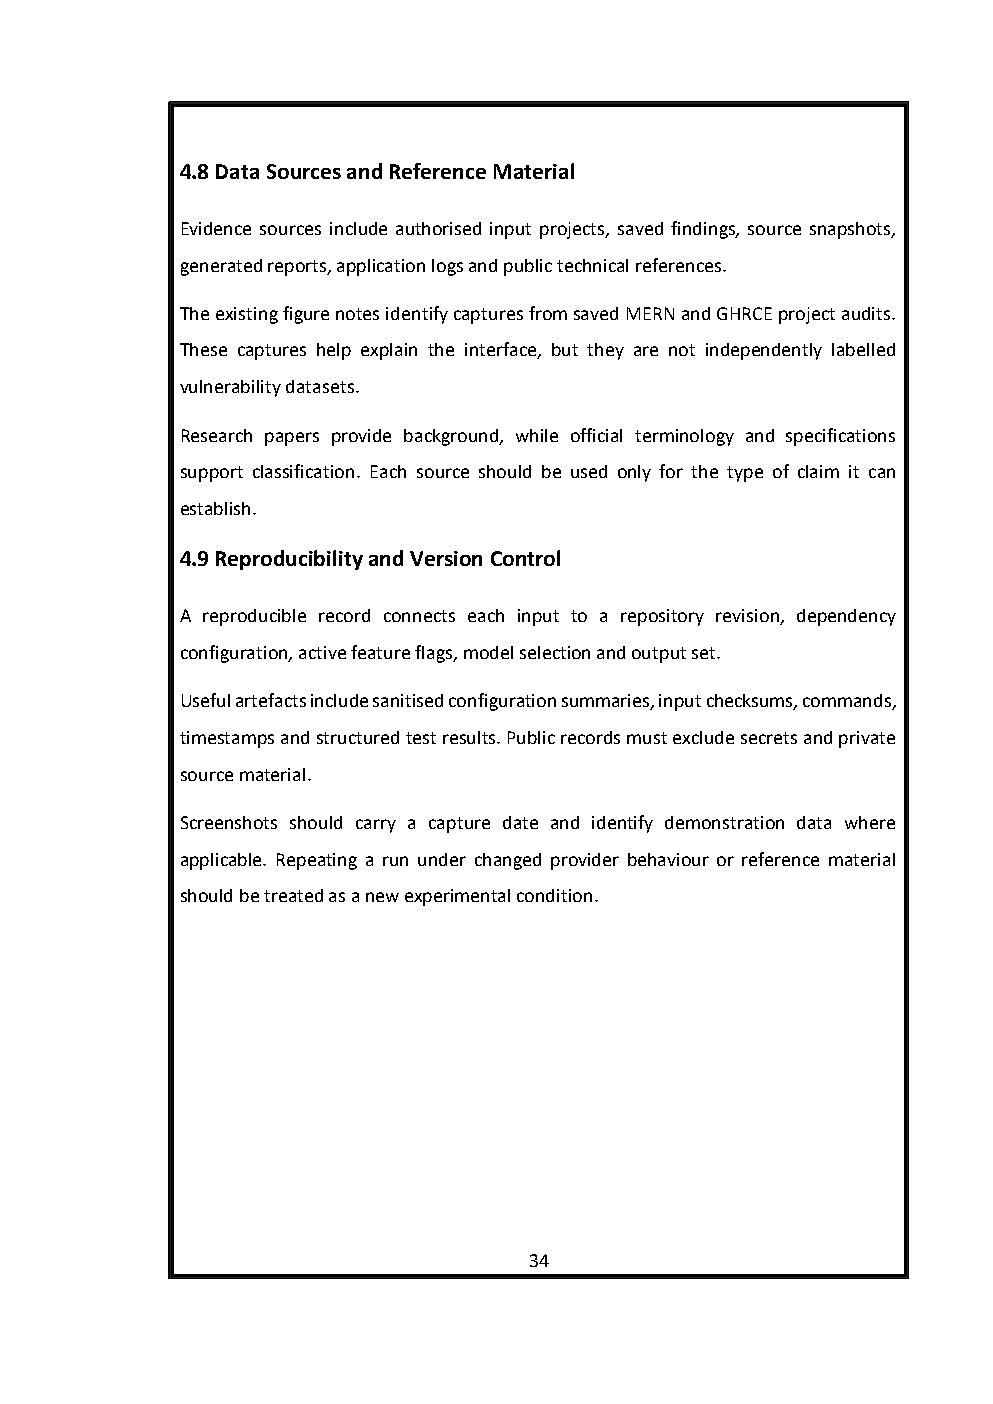 4.8 Data Sources and Reference Material
Evidence sources include authorised input projects, saved findings, source snapshots,
generated reports, application logs and public technical references.
The existing figure notes identify captures from saved MERN and GHRCE project audits.
These captures help explain the interface, but they are not independently labelled
vulnerability datasets.
Research papers provide background, while official terminology and specifications
support classification. Each source should be used only for the type of claim it can
establish.
4.9 Reproducibility and Version Control
A reproducible record connects each input to a repository revision, dependency
configuration, active feature flags, model selection and output set.
Useful artefacts include sanitised configuration summaries, input checksums, commands,
timestamps and structured test results. Public records must exclude secrets and private
source material.
Screenshots should carry a capture date and identify demonstration data where
applicable. Repeating a run under changed provider behaviour or reference material
should be treated as a new experimental condition.
34